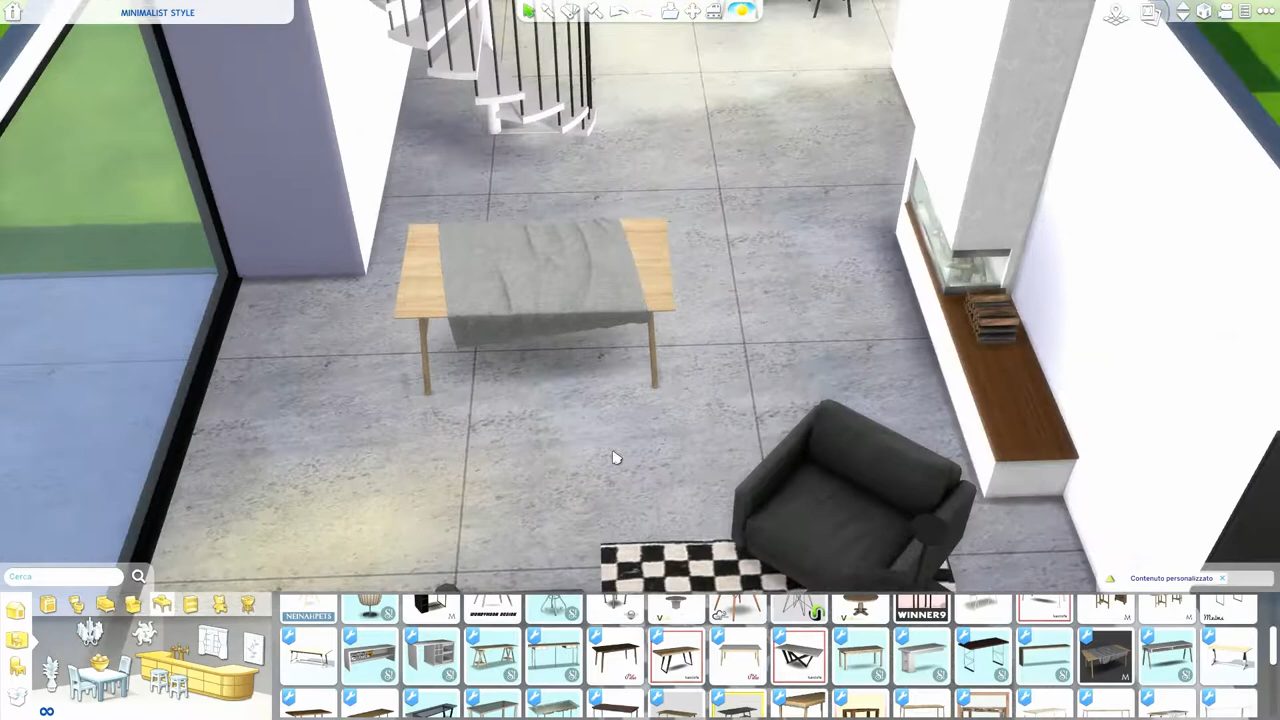 MINIMALIST STYLE
Cerca
Contenuto personalizzato
NEINAHPETS
M
WINNER9
M
M
M